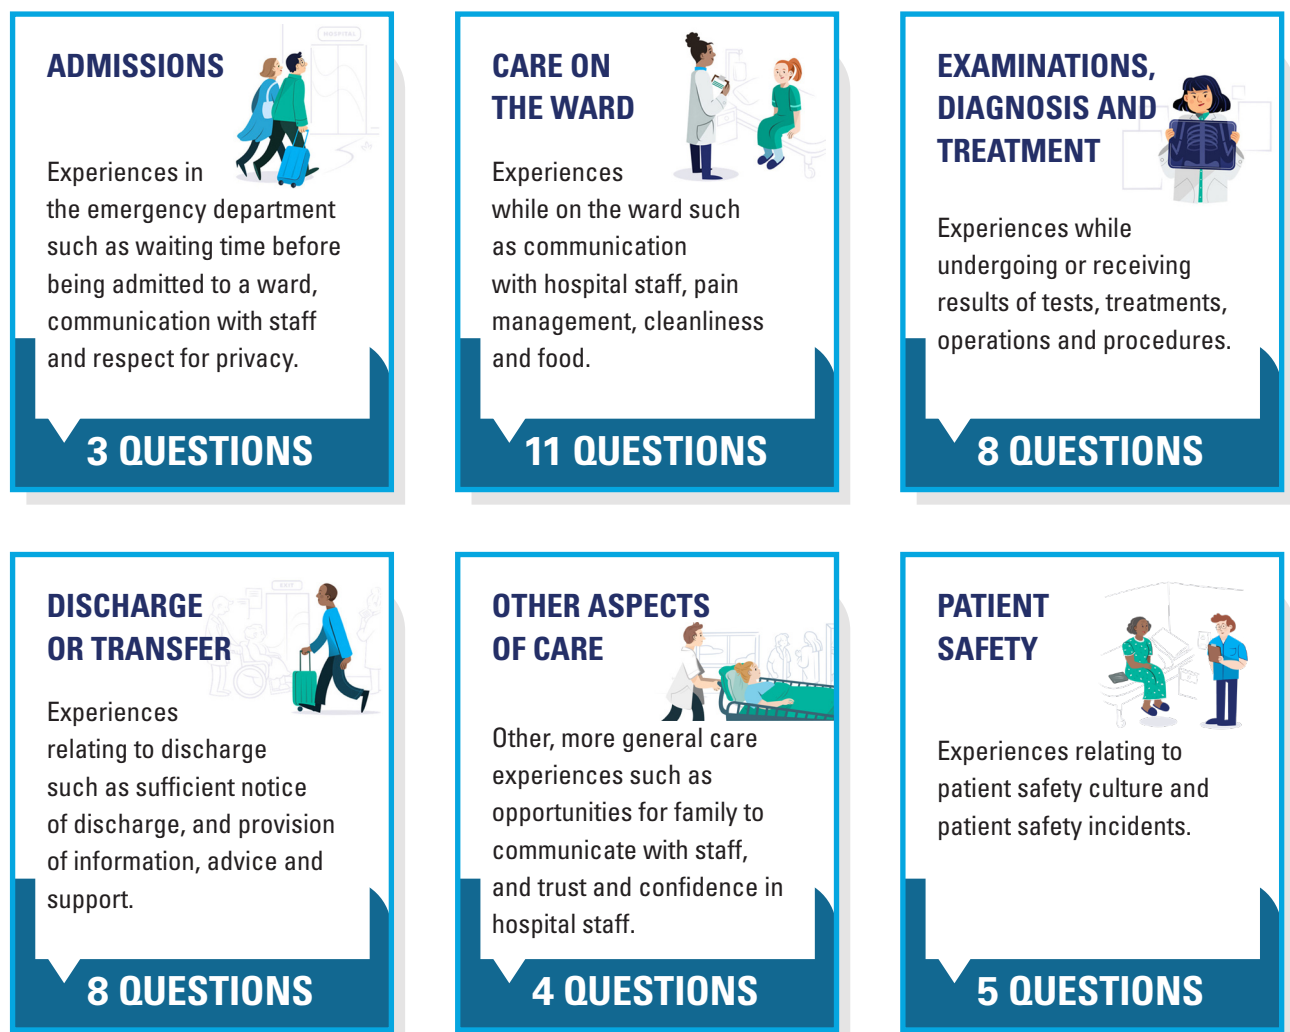 ADMISSIONS
HOSPITAL
Experiences in
the emergency department
such as waiting time before
being admitted to a ward,
communication with staff
and respect for privacy.
3 QUESTIONS
CARE ON
THE WARD
Experiences
while on the ward such
as communication
with hospital staff, pain
management, cleanliness
and food.
11 QUESTIONS
EXAMINATIONS,
DIAGNOSIS AND
TREATMENT
Experiences while
undergoing or receiving
results of tests, treatments,
operations and procedures.
8 QUESTIONS
DISCHARGE
OR TRANSFER
EXIT
Experiences
relating to discharge
such as sufficient notice
of discharge, and provision
of information, advice and
support.
8 QUESTIONS
OTHER ASPECTS
OF CARE
Other, more general care
experiences such as
opportunities for family to
communicate with staff,
and trust and confidence in
hospital staff.
4 QUESTIONS
PATIENT
SAFETY
Experiences relating to
patient safety culture and
patient safety incidents.
5 QUESTIONS